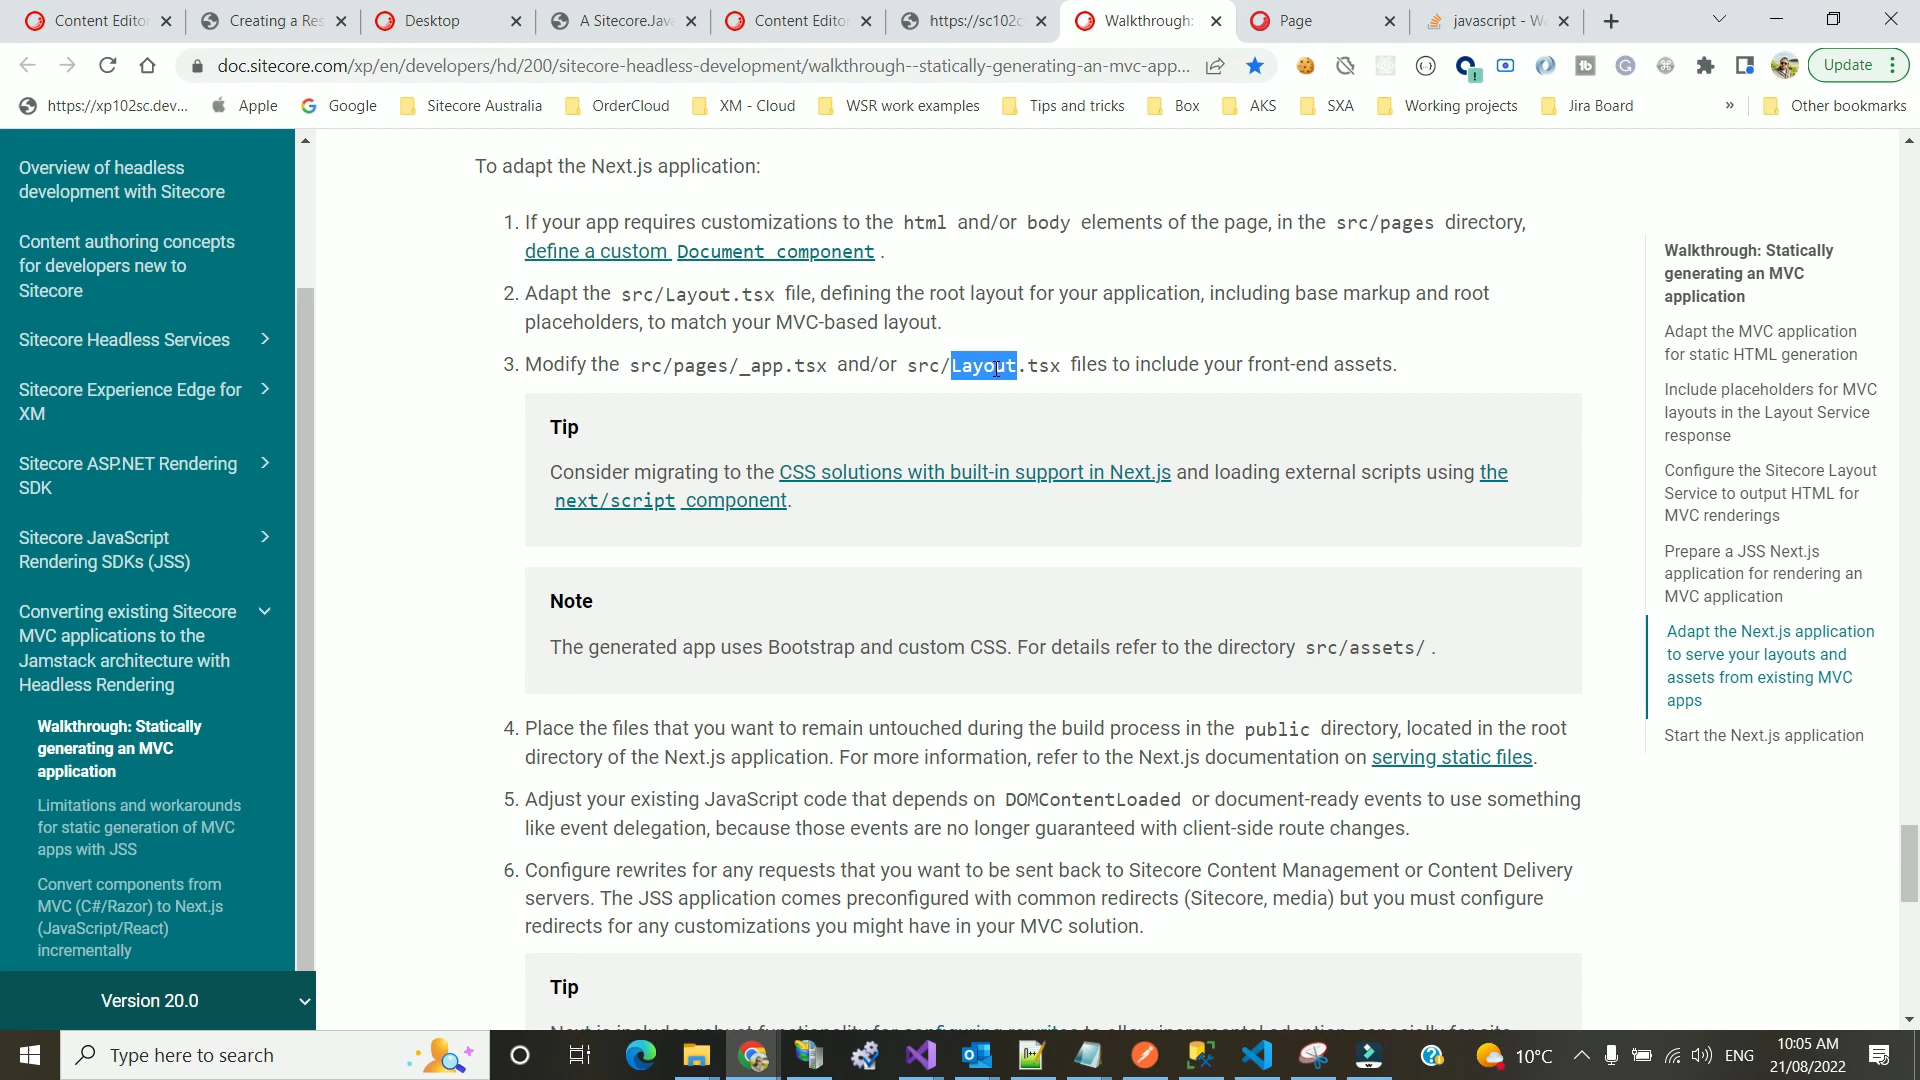 Content Editor
Creating a Res
Desktop
A Sitecore.Java
Content Editor
https://sc102c
Walkthrough:
Page
javascript - W
doc.sitecore.com/xp/en/developers/hd/200/sitecore-headless-development/walkthrough--statically-generating-an-mvc-app...
Update
https://xp102sc.dev...
Apple
Google
Sitecore Australia
OrderCloud
XM - Cloud
WSR work examples
Tips and tricks
Box
AKS
SXA
Working projects
Jira Board
»
Other bookmarks
Overview of headless
development with Sitecore
Content authoring concepts
for developers new to
Sitecore
Sitecore Headless Services
Sitecore Experience Edge for
XM
Sitecore ASP.NET Rendering
SDK
Sitecore JavaScript
Rendering SDKs (JSS)
Converting existing Sitecore
MVC applications to the
Jamstack architecture with
Headless Rendering
Walkthrough: Statically
generating an MVC
application
Limitations and workarounds
for static generation of MVC
apps with JSS
Convert components from
MVC (C#/Razor) to Next.js
(JavaScript/React)
incrementally
Version 20.0
To adapt the Next.js application:
1. If your app requires customizations to the html and/or body elements of the page, in the src/pages directory,
define a custom Document component .
2. Adapt the src/Layout.tsx file, defining the root layout for your application, including base markup and root
placeholders, to match your MVC-based layout.
3. Modify the src/pages/_app.tsx and/or src/Layout.tsx files to include your front-end assets.
Tip
Consider migrating to the CSS solutions with built-in support in Next.js and loading external scripts using the
next/script component.
Note
The generated app uses Bootstrap and custom CSS. For details refer to the directory src/assets/ .
4. Place the files that you want to remain untouched during the build process in the public directory, located in the root
directory of the Next.js application. For more information, refer to the Next.js documentation on serving static files.
5. Adjust your existing JavaScript code that depends on DOMContentLoaded or document-ready events to use something
like event delegation, because those events are no longer guaranteed with client-side route changes.
6. Configure rewrites for any requests that you want to be sent back to Sitecore Content Management or Content Delivery
servers. The JSS application comes preconfigured with common redirects (Sitecore, media) but you must configure
redirects for any customizations you might have in your MVC solution.
Tip
Next.js includes robust functionality for configuring rewrites to allow incremental adoption, especially for site
Walkthrough: Statically
generating an MVC
application
Adapt the MVC application
for static HTML generation
Include placeholders for MVC
layouts in the Layout Service
response
Configure the Sitecore Layout
Service to output HTML for
MVC renderings
Prepare a JSS Next.js
application for rendering an
MVC application
Adapt the Next.js application
to serve your layouts and
assets from existing MVC
apps
Start the Next.js application
Type here to search
10°C
ENG
10:05 AM
21/08/2022